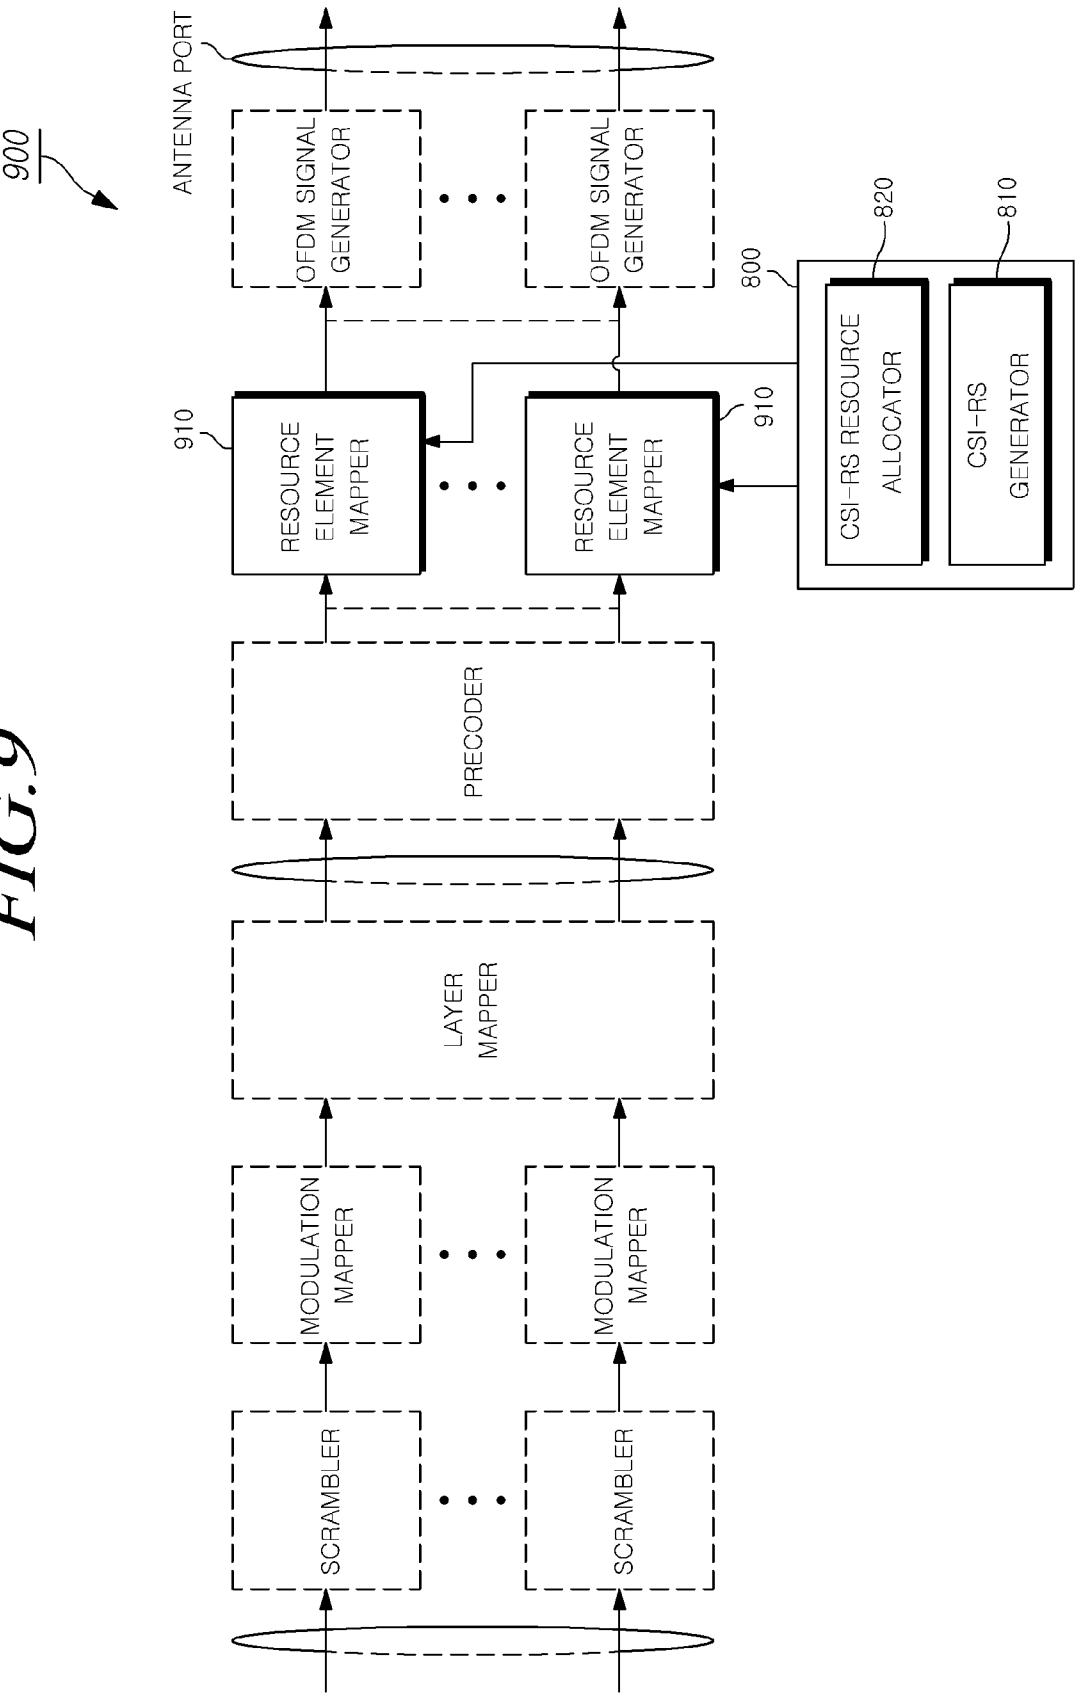 FIG. 9
900
SCRAMBLER
SCRAMBLER
MODULATION
MAPPER
MODULATION
MAPPER
LAYER
MAPPER
PRECODER
910
RESOURCE
ELEMENT
MAPPER
RESOURCE
ELEMENT
MAPPER
910
OFDM SIGNAL
GENERATOR
OFDM SIGNAL
GENERATOR
ANTENNA PORT
800
CSI-RS RESOURCE
ALLOCATOR
820
CSI-RS
GENERATOR
810